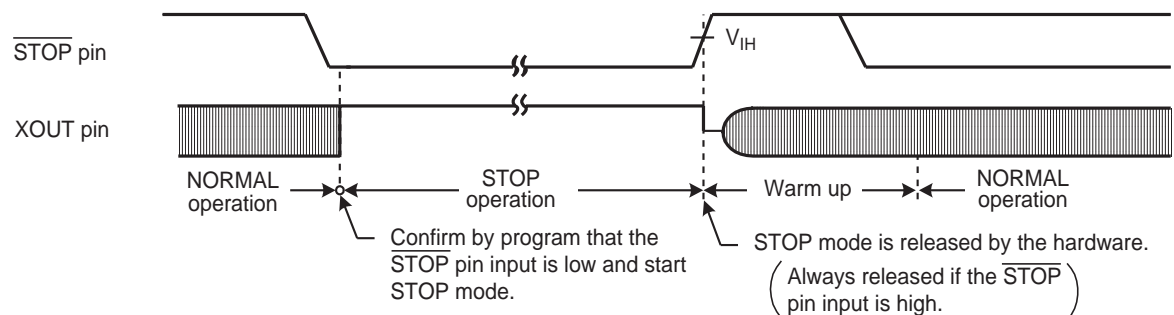 STOP pin
VIH
XOUT pin
NORMAL
operation
STOP
operation
Warm up
NORMAL
operation
Confirm by program that the
STOP pin input is low and start
STOP mode.
STOP mode is released by the hardware.
( Always released if the STOP
pin input is high. )